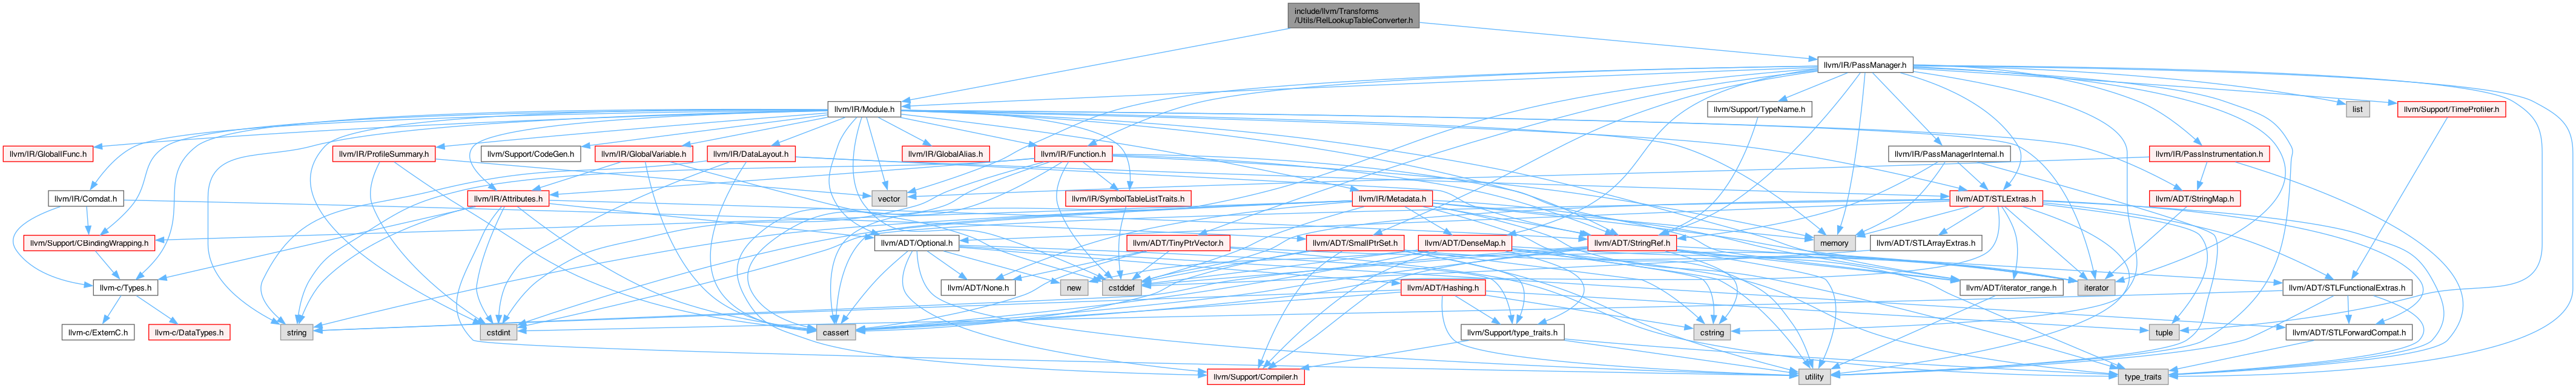 include/llvm/Transforms
/Utils/RelLookupTableConverter.h
llvm/IR/PassManager.h
llvm/IR/Module.h
llvm/Support/TypeName.h
list
llvm/Support/TimeProfiler.h
llvm/IR/GlobalIFunc.h
llvm/IR/ProfileSummary.h
llvm/Support/CodeGen.h
llvm/IR/GlobalVariable.h
llvm/IR/DataLayout.h
llvm/IR/GlobalAlias.h
llvm/IR/Function.h
llvm/IR/PassManagerInternal.h
llvm/IR/PassInstrumentation.h
llvm/IR/Comdat.h
llvm/IR/Attributes.h
vector
llvm/IR/SymbolTableListTraits.h
llvm/IR/Metadata.h
llvm/ADT/STLExtras.h
llvm/ADT/StringMap.h
llvm/Support/CBindingWrapping.h
llvm/ADT/Optional.h
llvm/ADT/TinyPtrVector.h
llvm/ADT/SmallPtrSet.h
llvm/ADT/DenseMap.h
memory
llvm/ADT/StringRef.h
llvm/ADT/STLArrayExtras.h
llvm-c/Types.h
llvm/ADT/None.h
new
cstddef
llvm/ADT/Hashing.h
llvm/ADT/iterator_range.h
iterator
llvm/ADT/STLFunctionalExtras.h
llvm-c/ExternC.h
llvm-c/DataTypes.h
string
cstdint
cassert
llvm/Support/type_traits.h
cstring
tuple
llvm/ADT/STLForwardCompat.h
llvm/Support/Compiler.h
utility
type_traits